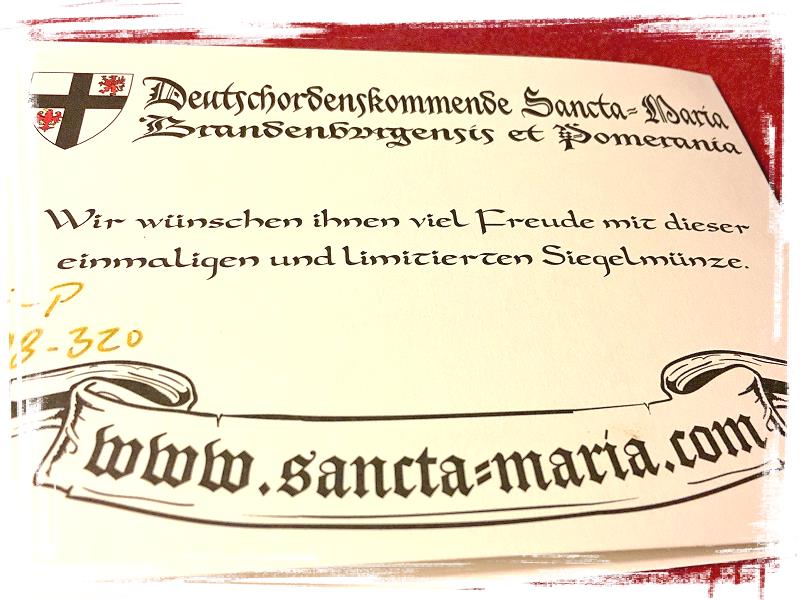 Deutschordenskommende Sancta-Maria
Brandenburgensis et Pomerania
Wir wünschen ihnen viel Freude mit dieser
einmaligen und limitierten Siegelmünze.
-P
-320
www.sancta-maria.com